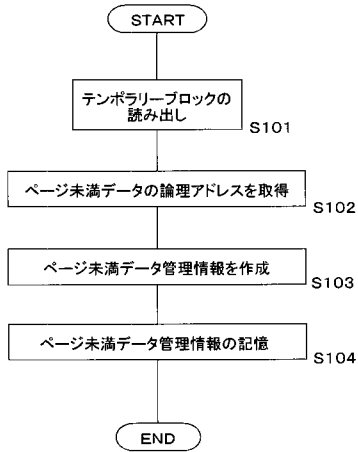 START
テンポラリーブロックの
読み出し
S101
ページ未満データの論理アドレスを取得
S102
ページ未満データ管理情報を作成
S103
ページ未満データ管理情報の記憶
S104
END